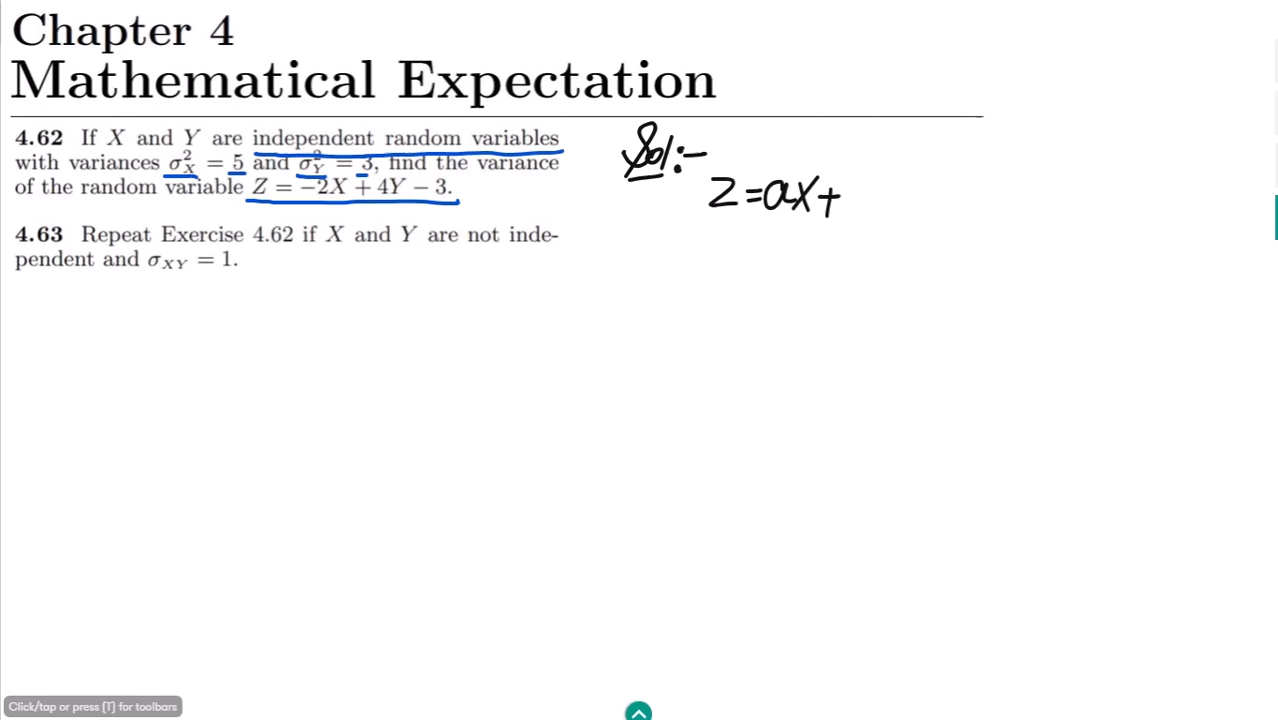 Chapter 4
Mathematical Expectation
4.62 If X and Y are independent random variables
with variances σ²_X = 5 and σ²_Y = 3, find the variance
of the random variable Z = −2X + 4Y − 3.
4.63 Repeat Exercise 4.62 if X and Y are not inde-
pendent and σ_XY = 1.
Sol:-
Z=aX+
Click/tap or press [T] for toolbars